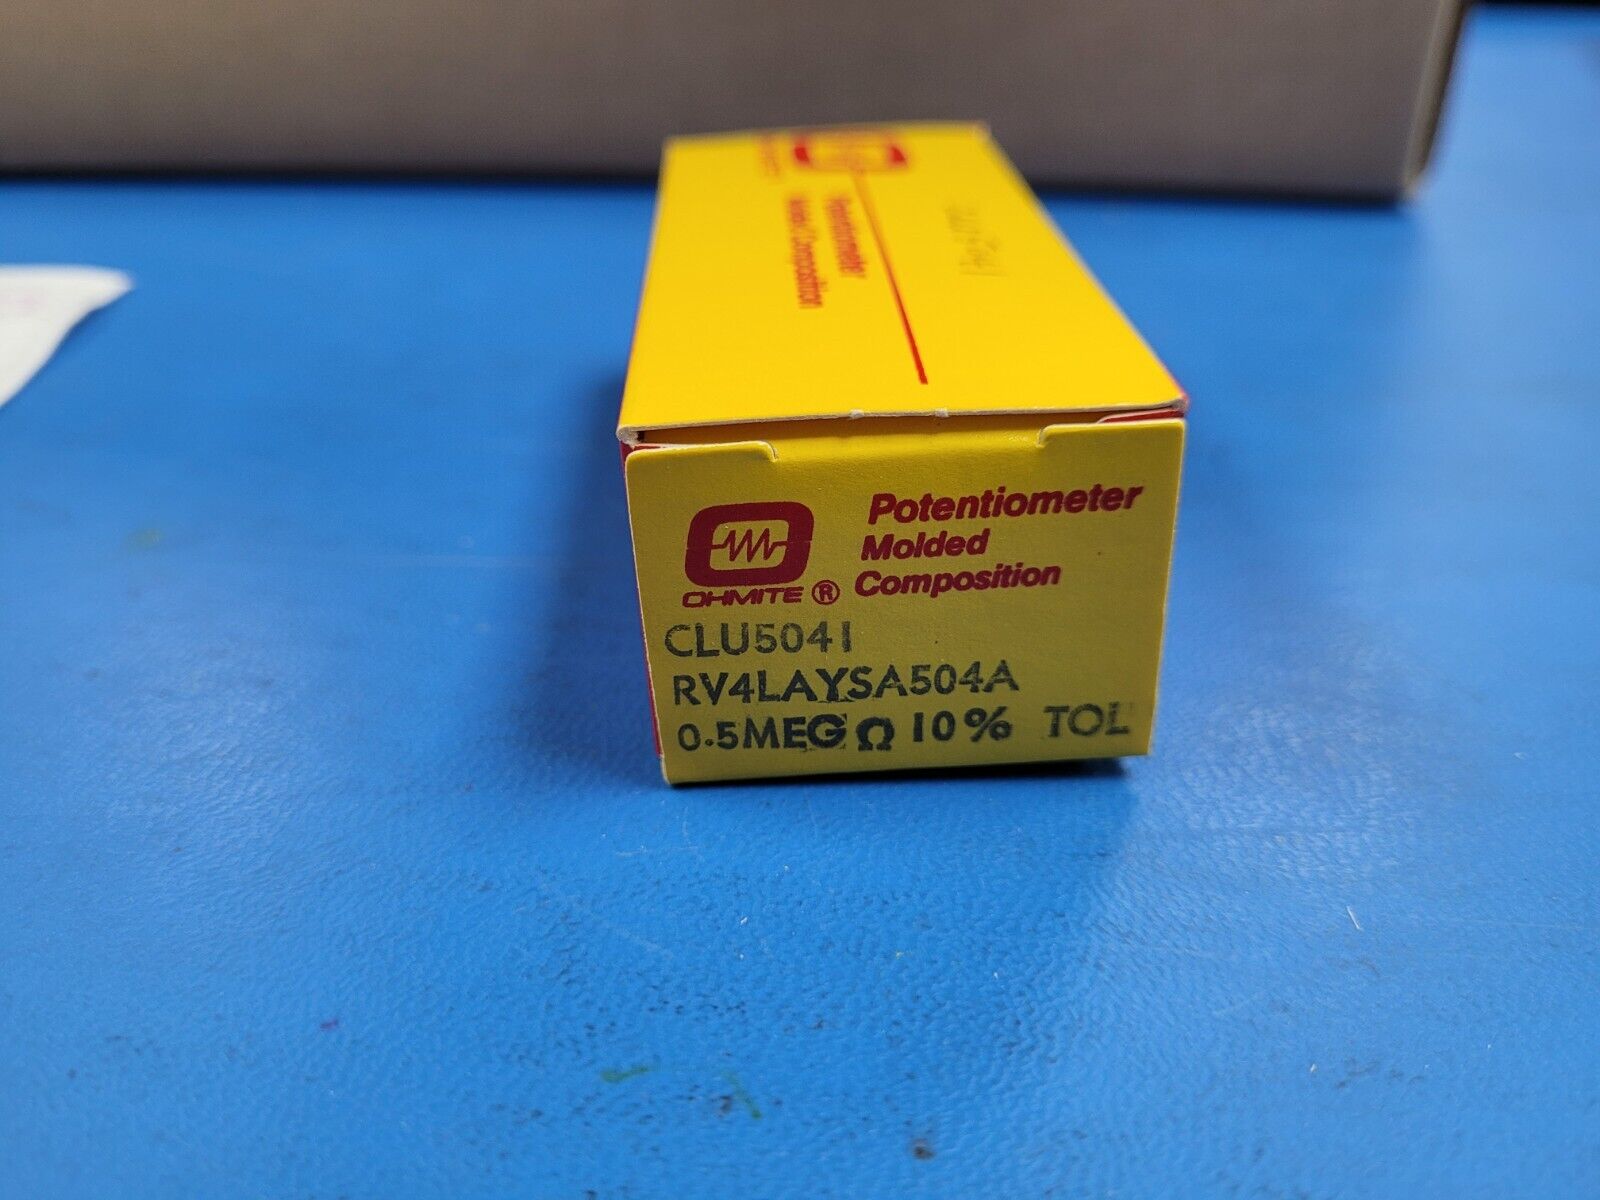 Potentiometer
Molded Composition
OHMITE ®
Potentiometer
Molded
Composition
CLU5041
RV4LAYSA504A
0.5MEG Ω 10% TOL